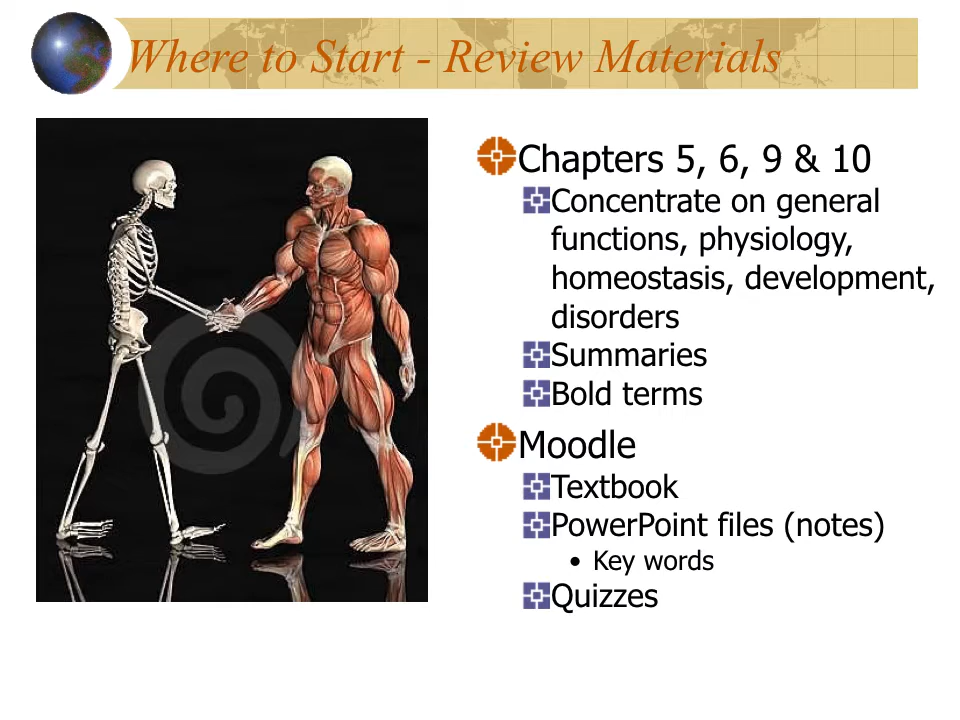 Where to Start - Review Materials
Chapters 5, 6, 9 & 10
Concentrate on general
functions, physiology,
homeostasis, development,
disorders
Summaries
Bold terms
Moodle
Textbook
PowerPoint files (notes)
• Key words
Quizzes